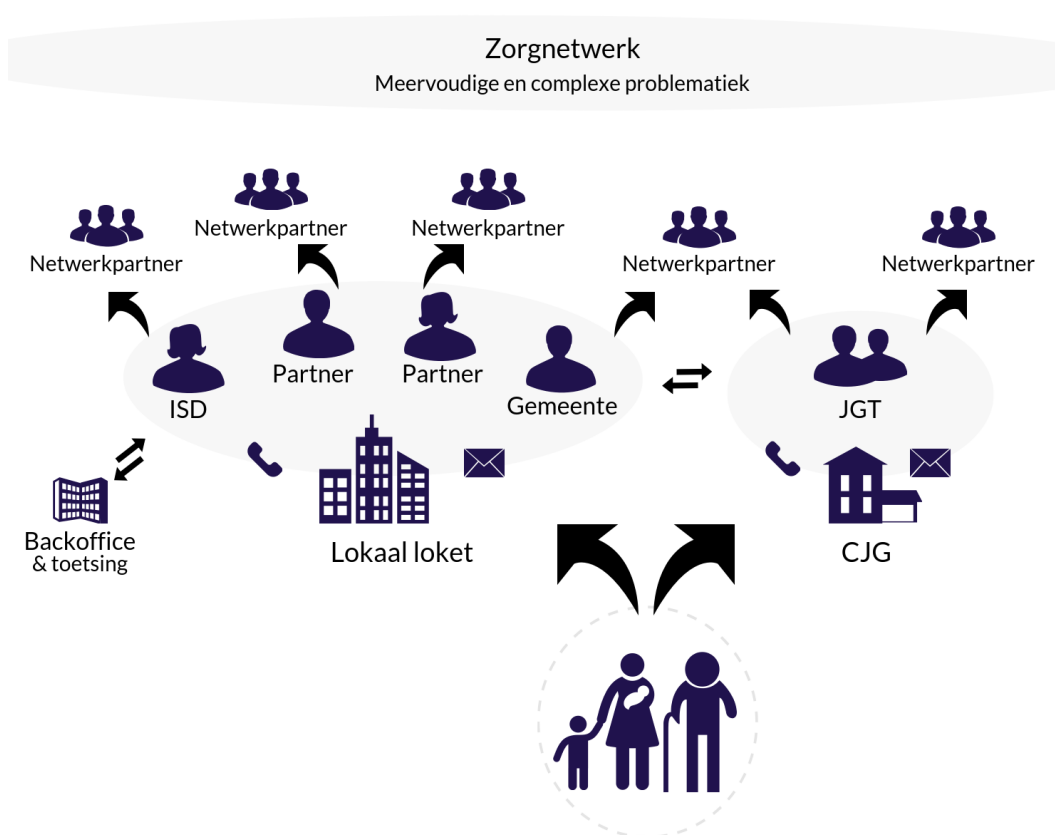 Zorgnetwerk
Meervoudige en complexe problematiek
Netwerkpartner
Netwerkpartner
Netwerkpartner
Netwerkpartner
Netwerkpartner
ISD
Partner
Partner
Gemeente
JGT
Backoffice
& toetsing
Lokaal loket
CJG